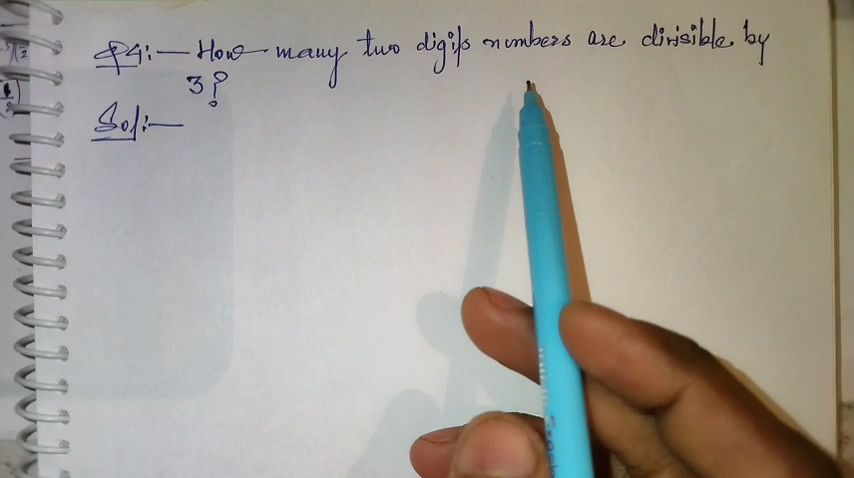 Q4:— How many two digits numbers are divisible by
3?
Sol:—